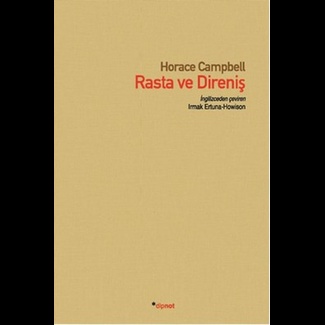 Horace Campbell
Rasta ve Direniş
İngilizceden çeviren
Irmak Ertuna-Howison
dipnot